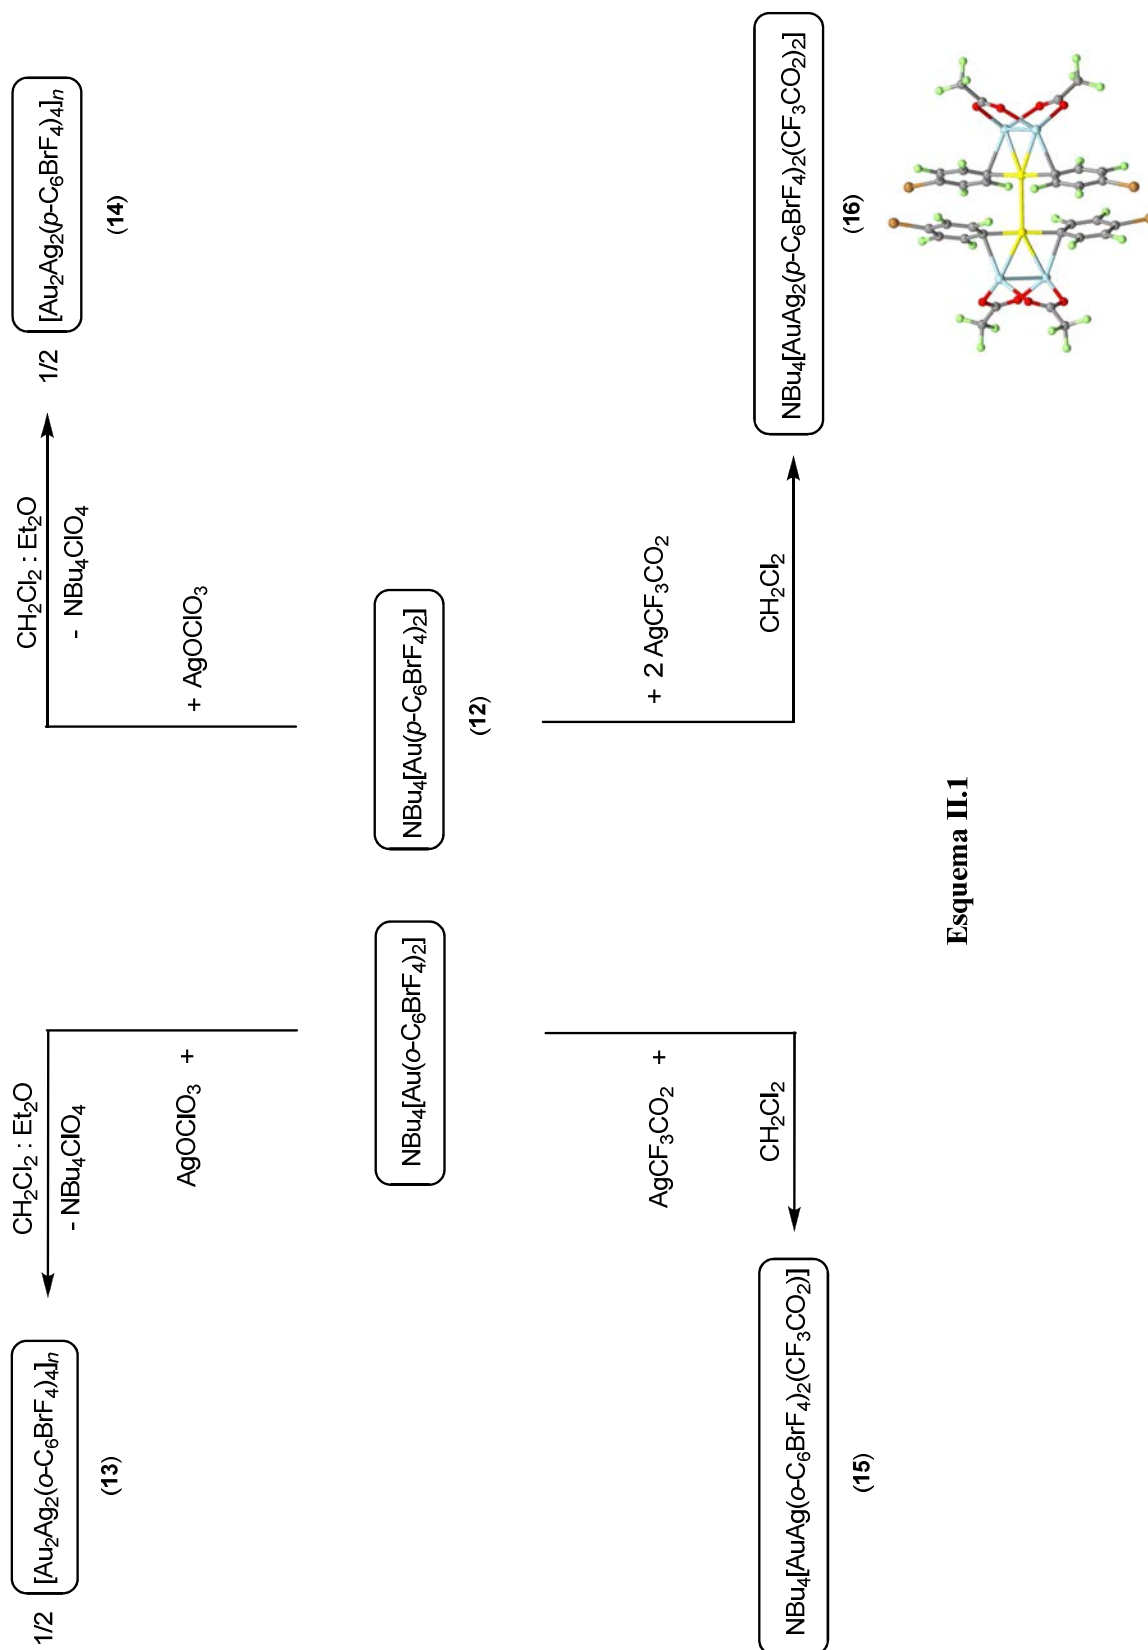 1/2 [Au2Ag2(o-C6BrF4)4]n
(13)
CH2Cl2 : Et2O
- NBu4ClO4
AgOClO3 +
CH2Cl2 : Et2O
- NBu4ClO4
+ AgOClO3
1/2 [Au2Ag2(p-C6BrF4)4]n
(14)
NBu4[Au(o-C6BrF4)2]
NBu4[Au(p-C6BrF4)2]
(12)
AgCF3CO2 +
CH2Cl2
+ 2 AgCF3CO2
CH2Cl2
NBu4[AuAg(o-C6BrF4)2(CF3CO2)]
(15)
NBu4[AuAg2(p-C6BrF4)2(CF3CO2)2]
(16)
Esquema II.1